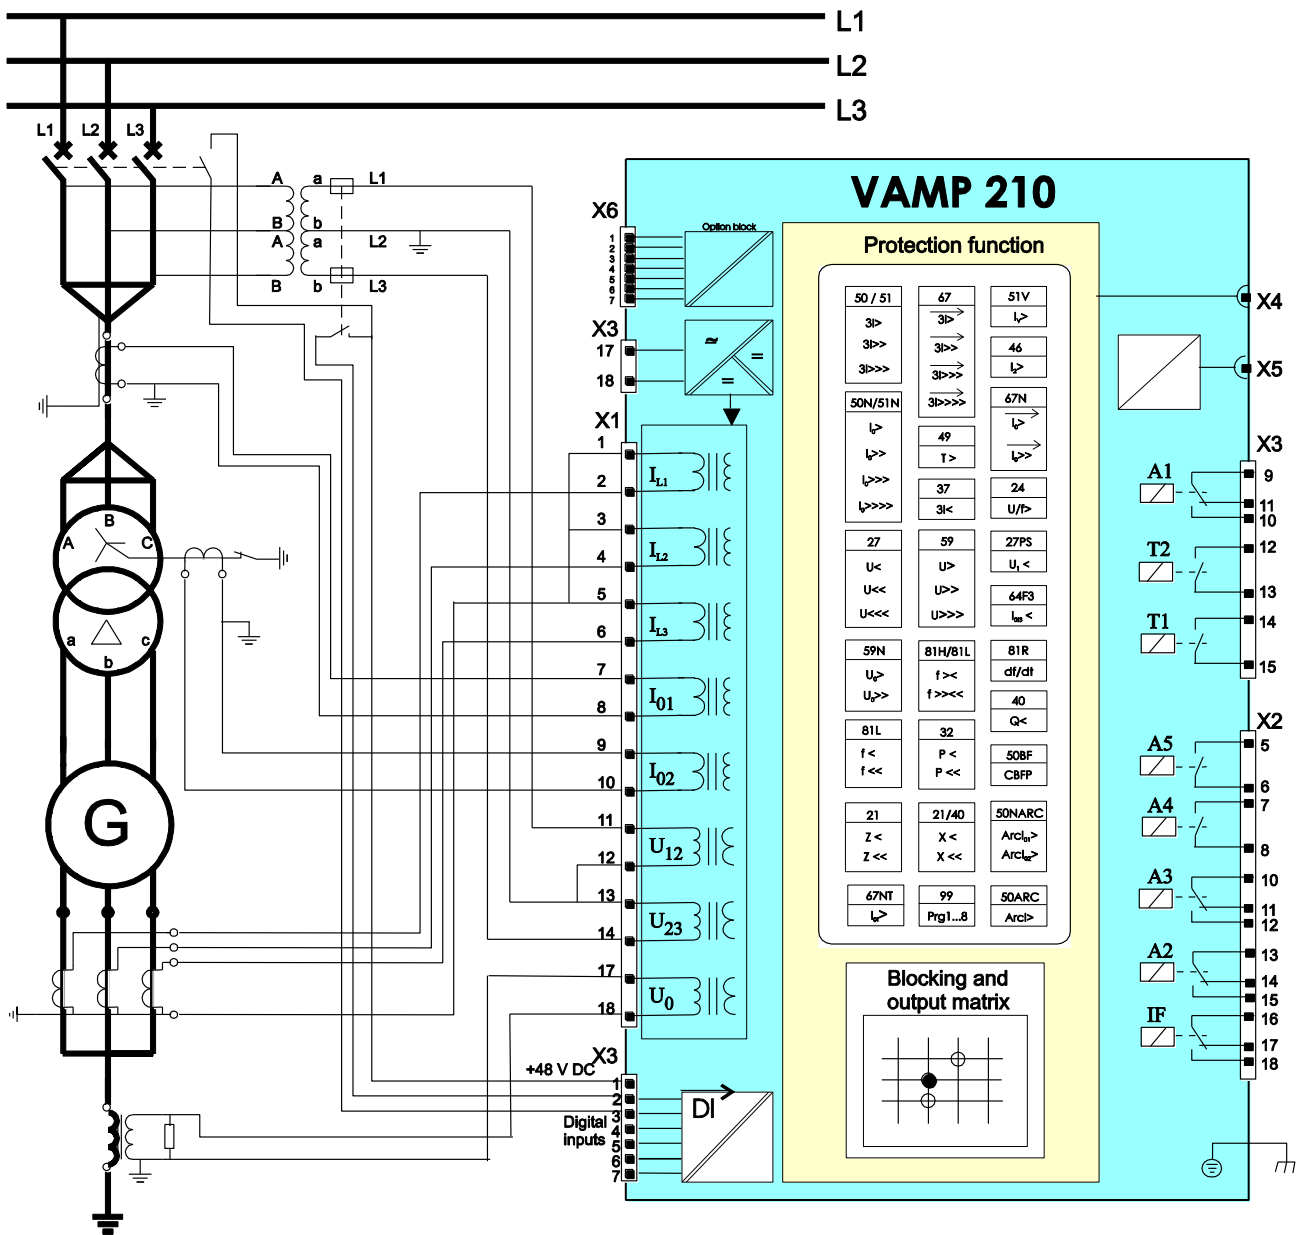 L1
L2
L3
L1 L2 L3
A a L1
B b
A a L2
B b L3
VAMP 210
X6
1
2
3
4
5
6
7
Option block
X3
17
18
≃
=
=
X1
1
2
3
4
5
6
7
8
9
10
11
12
13
14
17
18
IL1
IL2
IL3
I01
I02
U12
U23
U0
X3
+48 V DC
1
2
3
4
5
6
7
Digital
inputs
DI
Protection function
50 / 51
3I>
3I>>
3I>>>
67
3I>
3I>>
3I>>>
3I>>>>
51V
Iv>
46
I2>
50N/51N
I0>
I0>>
I0>>>
I0>>>>
49
T >
67N
I0>
I0>>
37
3I<
24
U/f>
27
U<
U<<
U<<<
59
U>
U>>
U>>>
27PS
U1 <
64F3
<
59N
U0>
U0>>
81H/81L
f ><
f >><<
81R
df/dt
40
Q<
81L
f <
f <<
32
P <
P <<
50BF
CBFP
21
Z <
Z <<
21/40
X <
X <<
50NARC
ArcI01>
ArcI02>
67NT
>
99
Prg1...8
50ARC
ArcI>
Blocking and
output matrix
X4
X5
X3
A1
9
11
10
T2
12
13
T1
14
15
X2
A5
5
6
A4
7
8
A3
10
11
12
A2
13
14
15
IF
16
17
18
A B C
a b c
G